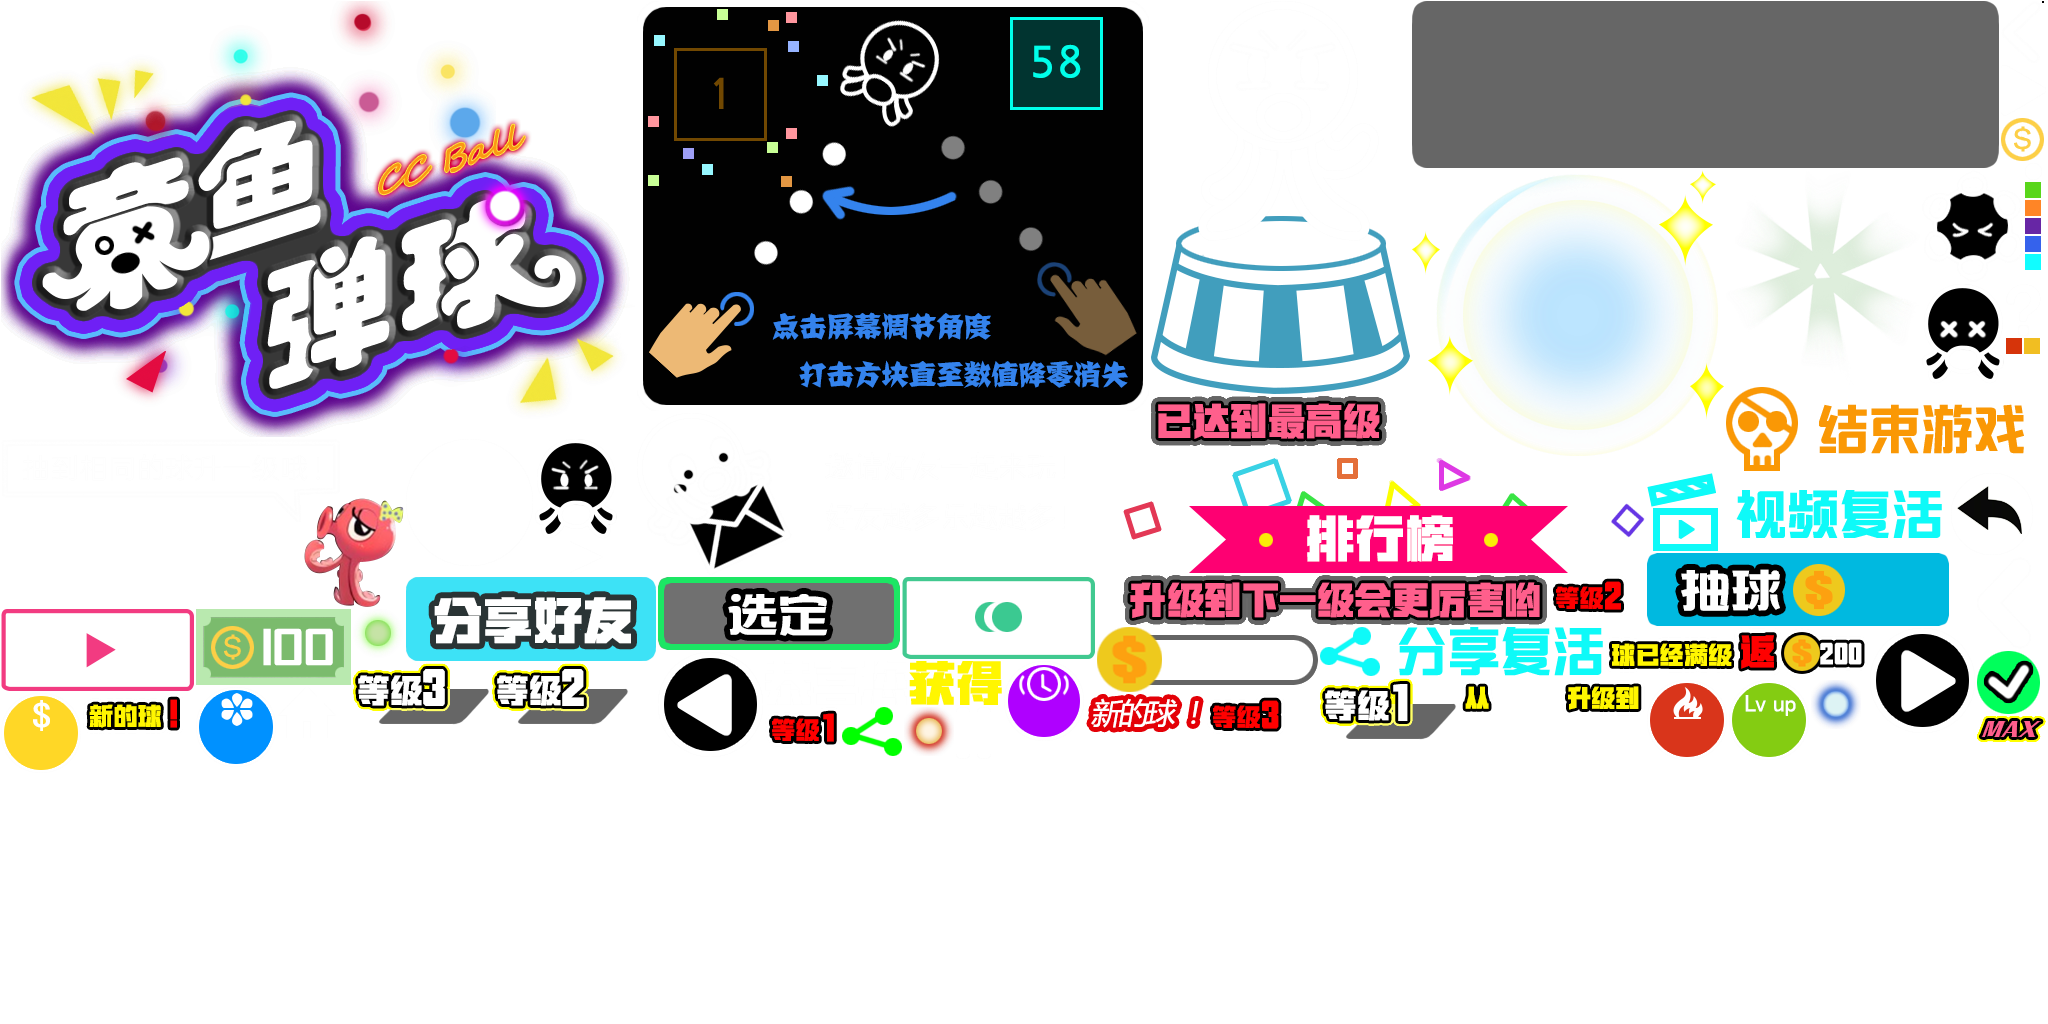 章鱼
弹球
CC Ball
1
58
点击屏幕调节角度
打击方块直至数值降零消失
已达到最高级
结束游戏
排行榜
视频复活
升级到下一级会更厉害哟
等级2
抽球
$
分享好友
选定
$100
$
分享复活
球已经满级
返
$200
等级3
等级2
获得
等级1
从
升级到
Lv up
$
新的球!
等级1
新的球!
等级3
MAX